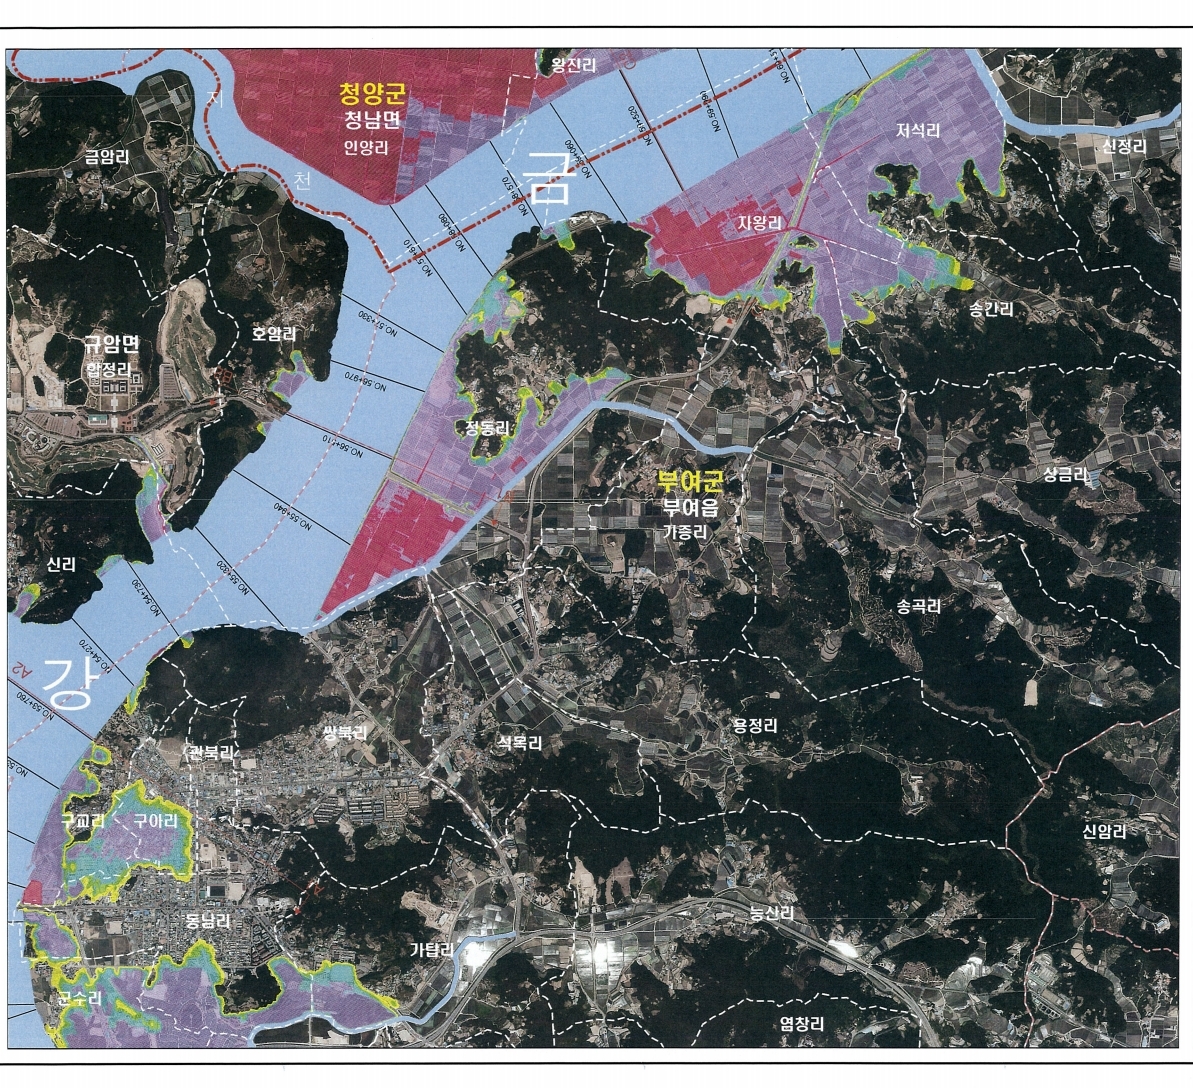 왕진리
청양군
청남면
인양리
저석리
신정리
금암리
지
천
금
자왕리
송간리
호암리
규암면
합정리
정동리
부여군
부여읍
가증리
상금리
신리
송곡리
강
A2
NO.51+520
NO.57+330
NO.56+970
NO.56+710
NO.55+940
NO.55+320
NO.54+730
NO.54+270
NO.53+760
쌍북리
관북리
석목리
용정리
구교리
구아리
신암리
동남리
가탑리
능산리
군수리
염창리